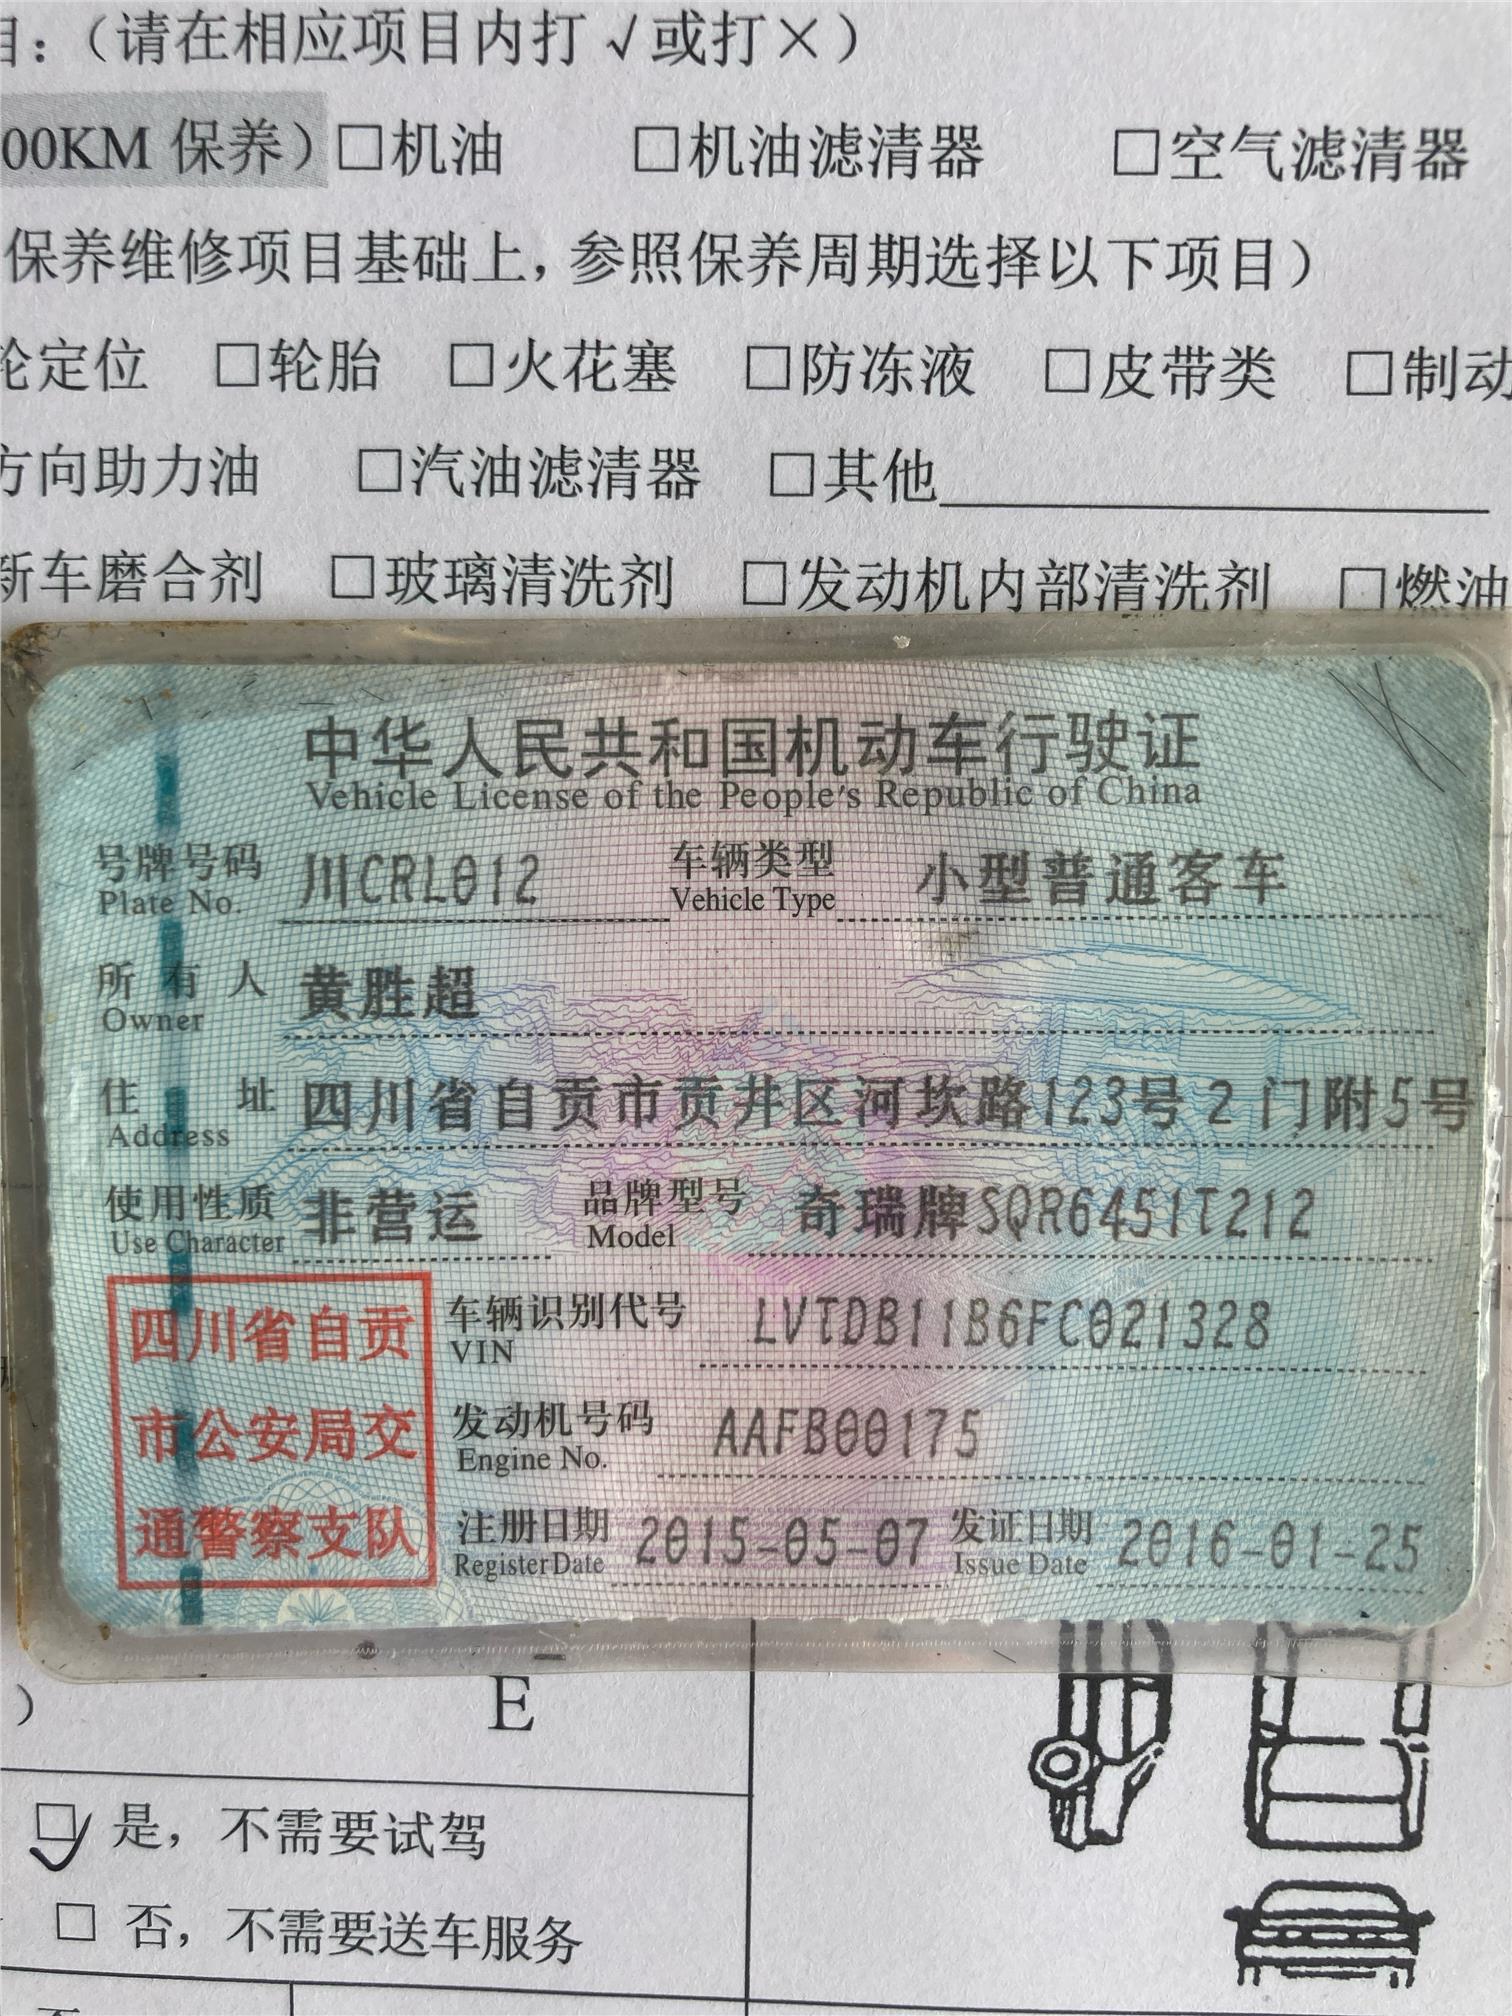 目：（请在相应项目内打√或打×）
00KM 保养）□机油 □机油滤清器 □空气滤清器
保养维修项目基础上，参照保养周期选择以下项目）
轮定位 □轮胎 □火花塞 □防冻液 □皮带类 □制动
方向助力油 □汽油滤清器 □其他
新车磨合剂 □玻璃清洗剂 □发动机内部清洗剂 □燃油
中华人民共和国机动车行驶证
Vehicle License of the People's Republic of China
号牌号码 川CRL012 车辆类型 小型普通客车
Plate No. Vehicle Type
所有人 黄胜超
Owner
住址 四川省自贡市贡井区河坎路123号2门附5号
Address
使用性质 非营运 品牌型号 奇瑞牌SQR6451T212
Use Character Model
四川省自贡
市公安局交
通警察支队
车辆识别代号 LVTDB11B6FC021328
VIN
发动机号码 AAFB00175
Engine No.
注册日期 2015-05-07 发证日期 2016-01-25
Register Date Issue Date
） E
☑ 是，不需要试驾
□ 否，不需要送车服务